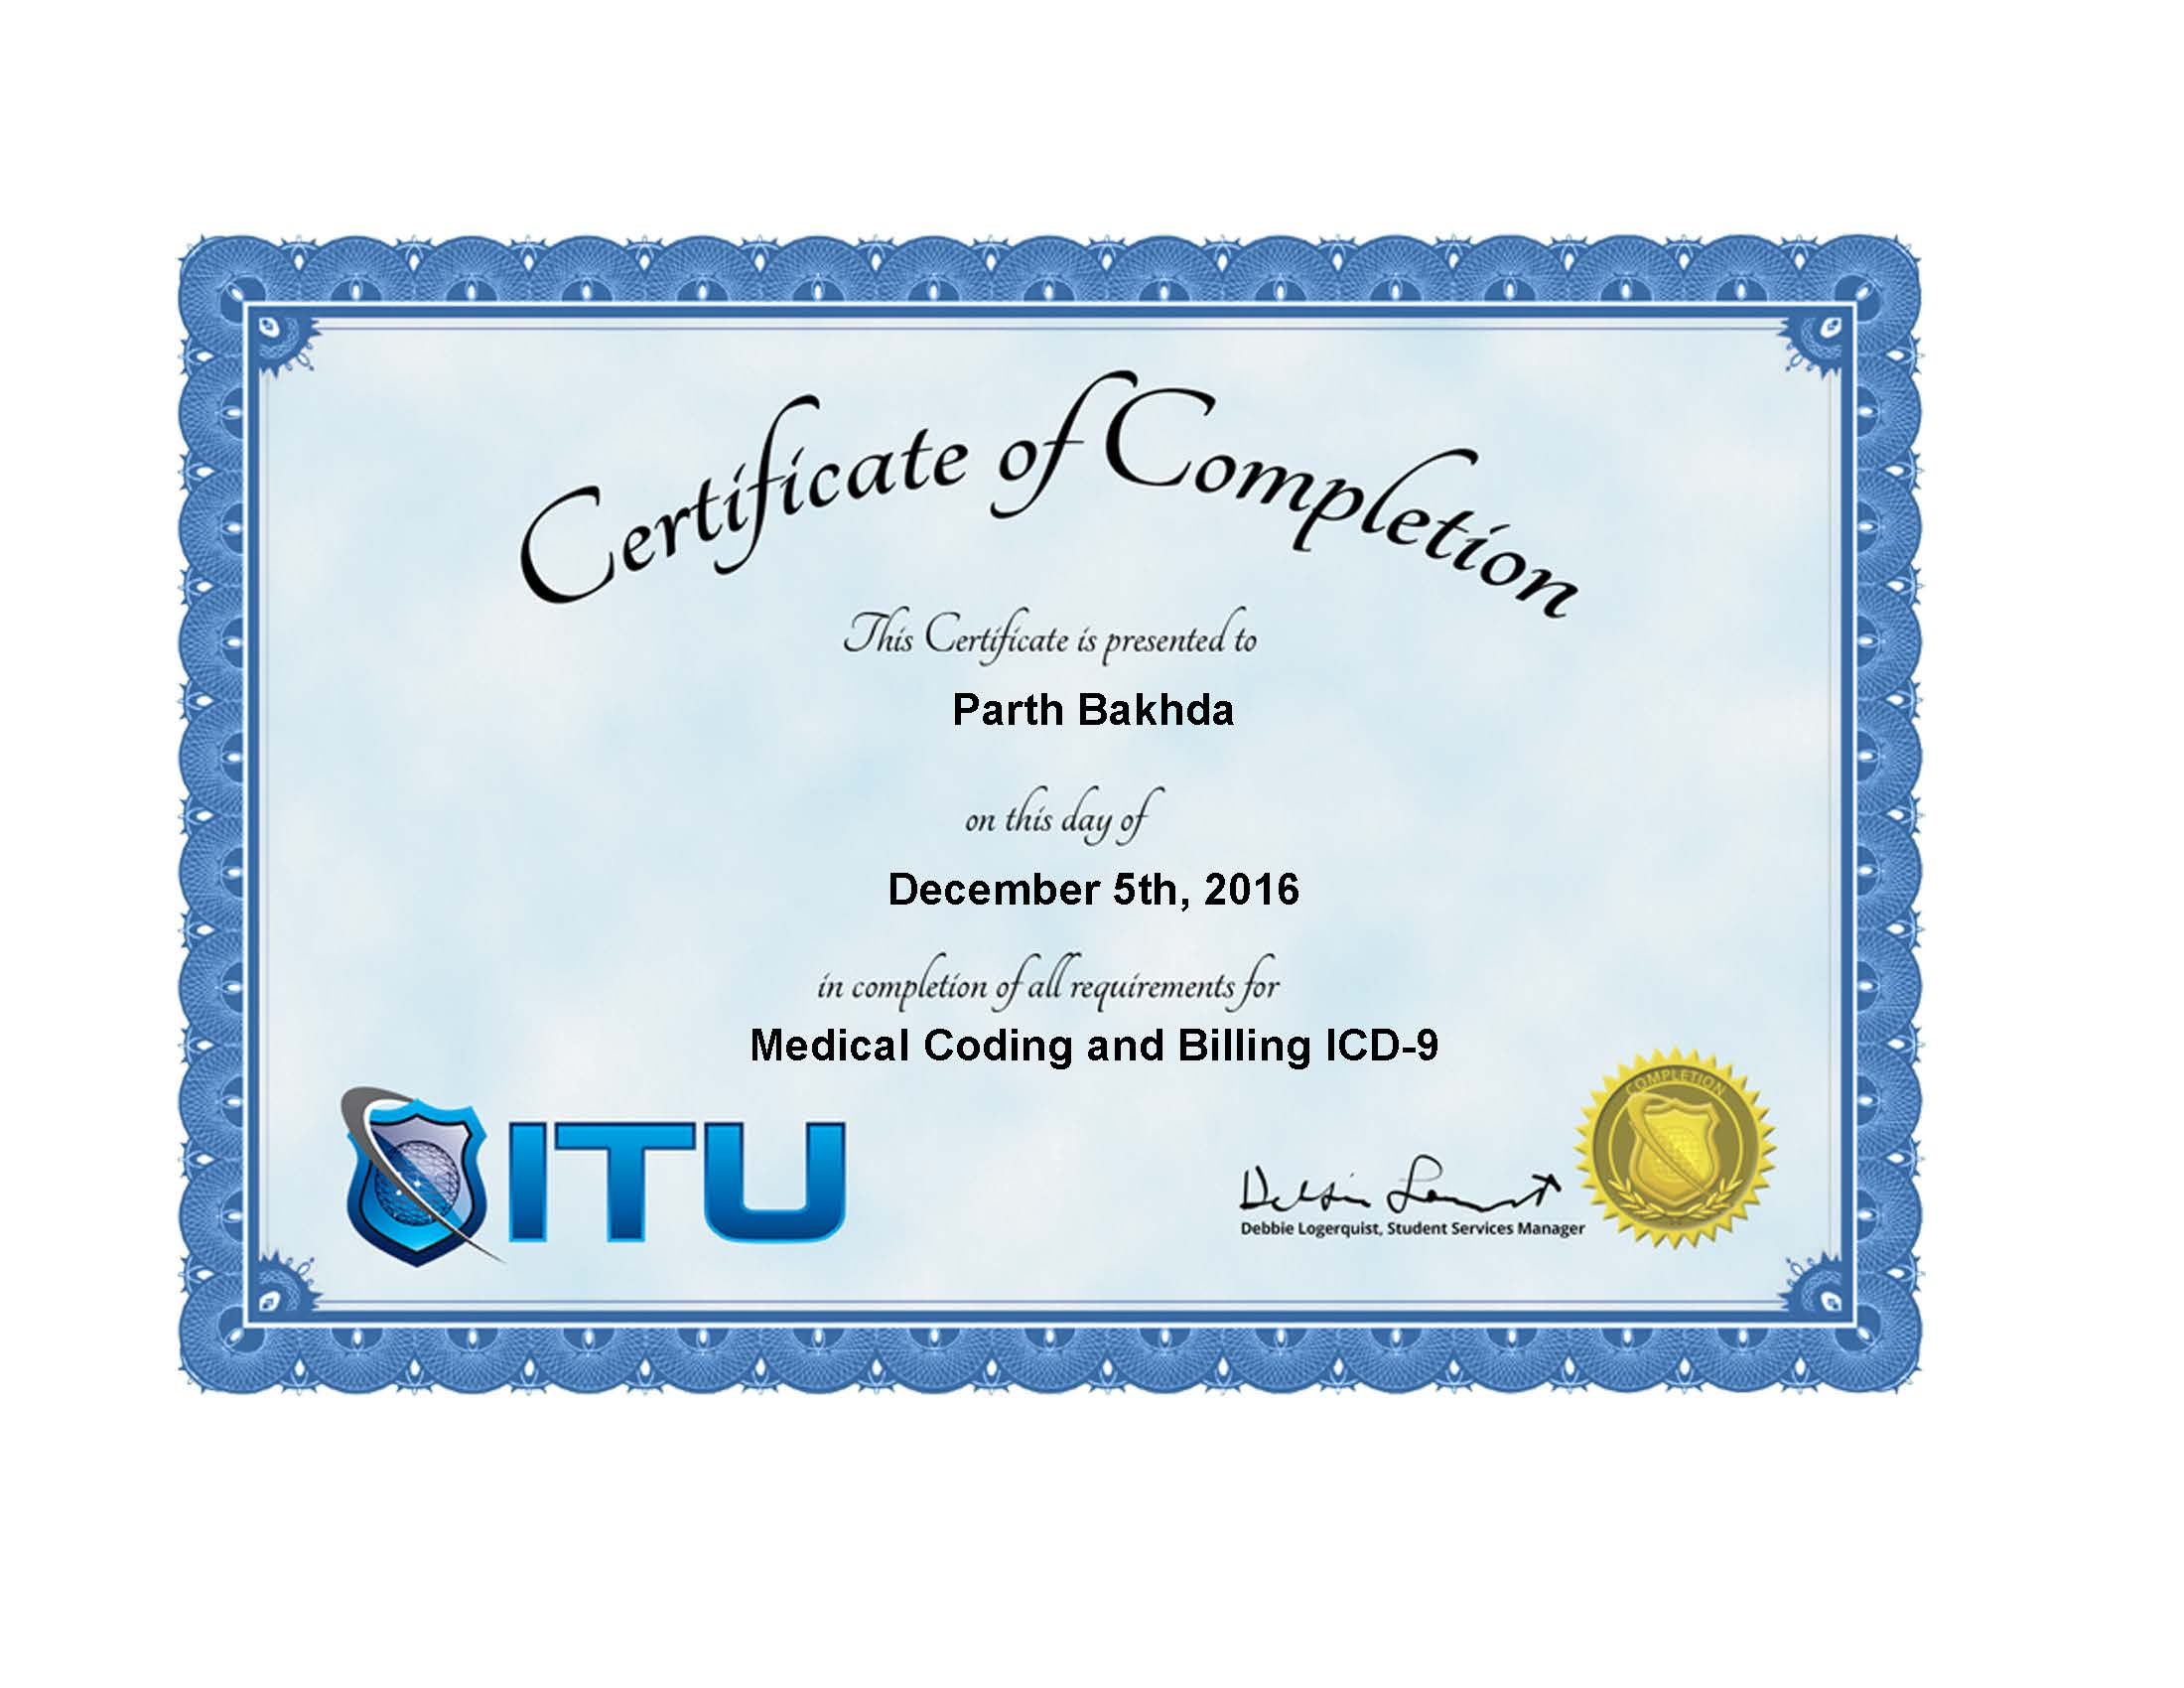 Certificate of Completion
This Certificate is presented to
Parth Bakhda
on this day of
December 5th, 2016
in completion of all requirements for
Medical Coding and Billing ICD-9
COMPLETION
ITU
Debbie Logerquist, Student Services Manager